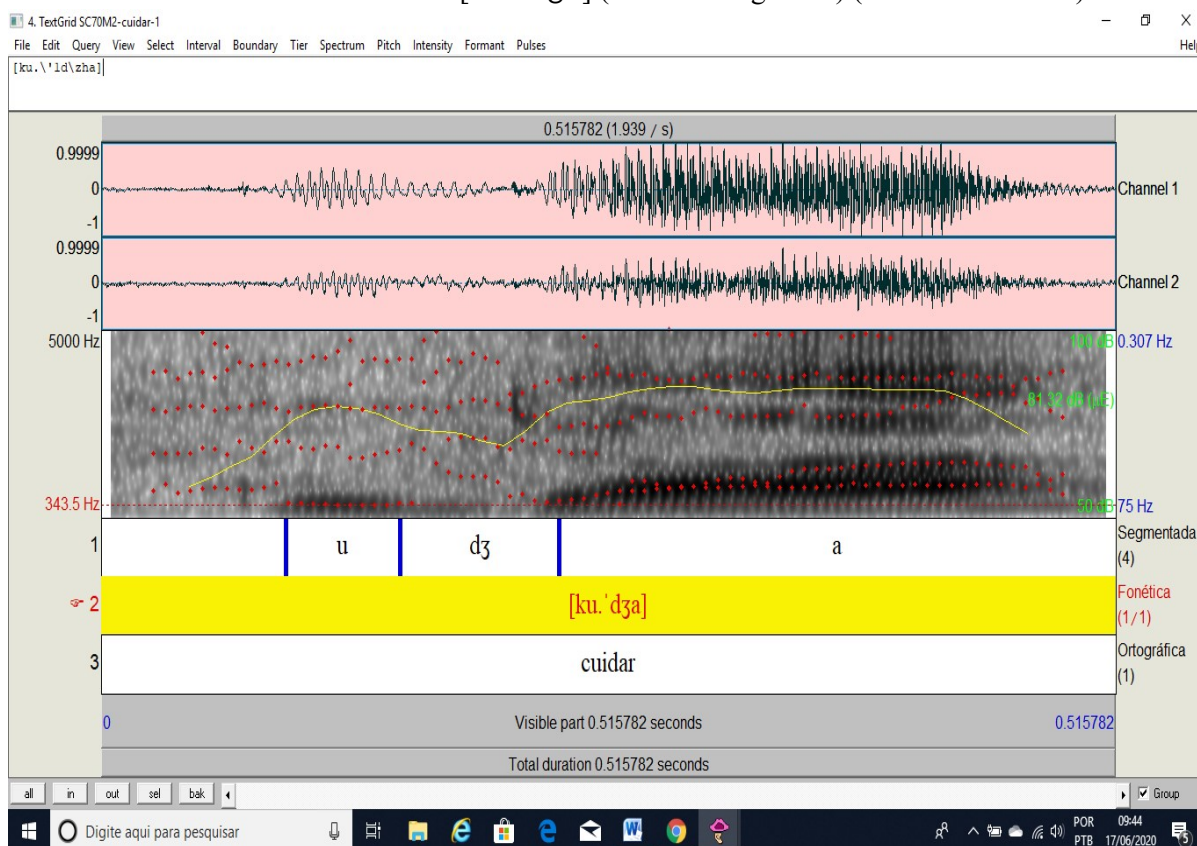 4. TextGrid SC70M2-cuidar-1
File Edit Query View Select Interval Boundary Tier Spectrum Pitch Intensity Formant Pulses Help
[ku.\'1d\zha]
0.515782 (1.939 / s)
0.9999
0
-1
Channel 1
0.9999
0
-1
Channel 2
5000 Hz
100 dB
0.307 Hz
81.32 dB (µE)
343.5 Hz
50 dB
75 Hz
1
u
dʒ
a
Segmentada
(4)
2
[ku.ˈdʒa]
Fonética
(1/1)
3
cuidar
Ortográfica
(1)
0
Visible part 0.515782 seconds
0.515782
Total duration 0.515782 seconds
all in out sel bak
Group
Digite aqui para pesquisar
POR 09:44
PTB 17/06/2020
5